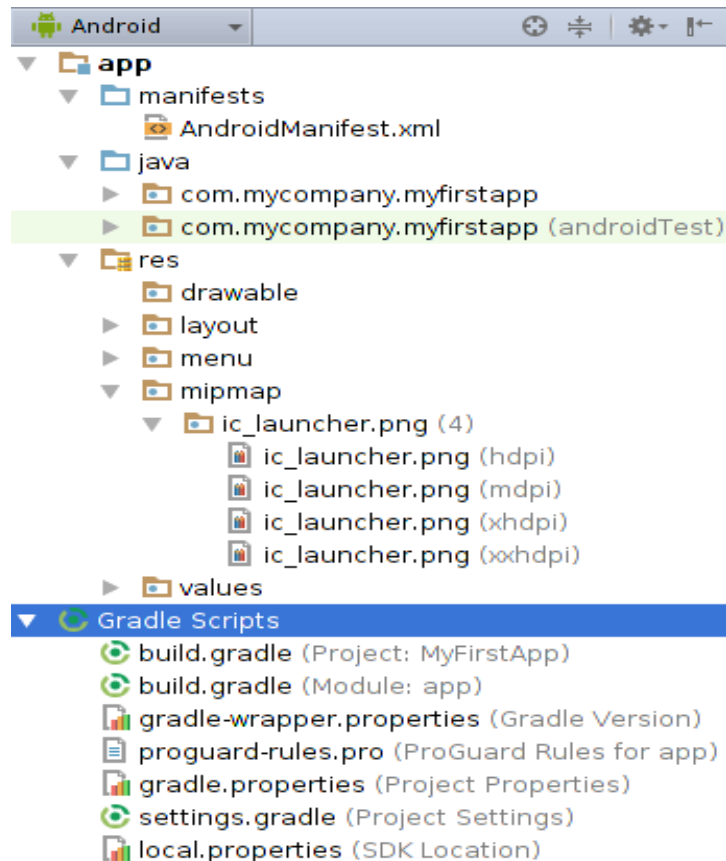 Android
app
manifests
AndroidManifest.xml
java
com.mycompany.myfirstapp
com.mycompany.myfirstapp (androidTest)
res
drawable
layout
menu
mipmap
ic_launcher.png (4)
ic_launcher.png (hdpi)
ic_launcher.png (mdpi)
ic_launcher.png (xhdpi)
ic_launcher.png (xxhdpi)
values
Gradle Scripts
build.gradle (Project: MyFirstApp)
build.gradle (Module: app)
gradle-wrapper.properties (Gradle Version)
proguard-rules.pro (ProGuard Rules for app)
gradle.properties (Project Properties)
settings.gradle (Project Settings)
local.properties (SDK Location)